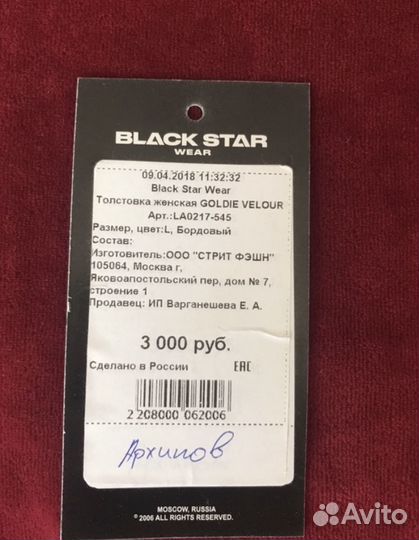 BLACK STAR
WEAR
09.04.2018 11:32:32
Black Star Wear
Толстовка женская GOLDIE VELOUR
Арт.:LA0217-545
Размер, цвет:L, Бордовый
Состав:
Изготовитель:ООО "СТРИТ ФЭШН"
105064, Москва г,
Яковоапостольский пер, дом № 7,
строение 1
Продавец: ИП Варганешева Е. А.
3 000 руб.
Сделано в России EAC
2 208000 062006
Архипов
MOSCOW, RUSSIA
© 2006 ALL RIGHTS RESERVED.
Avito